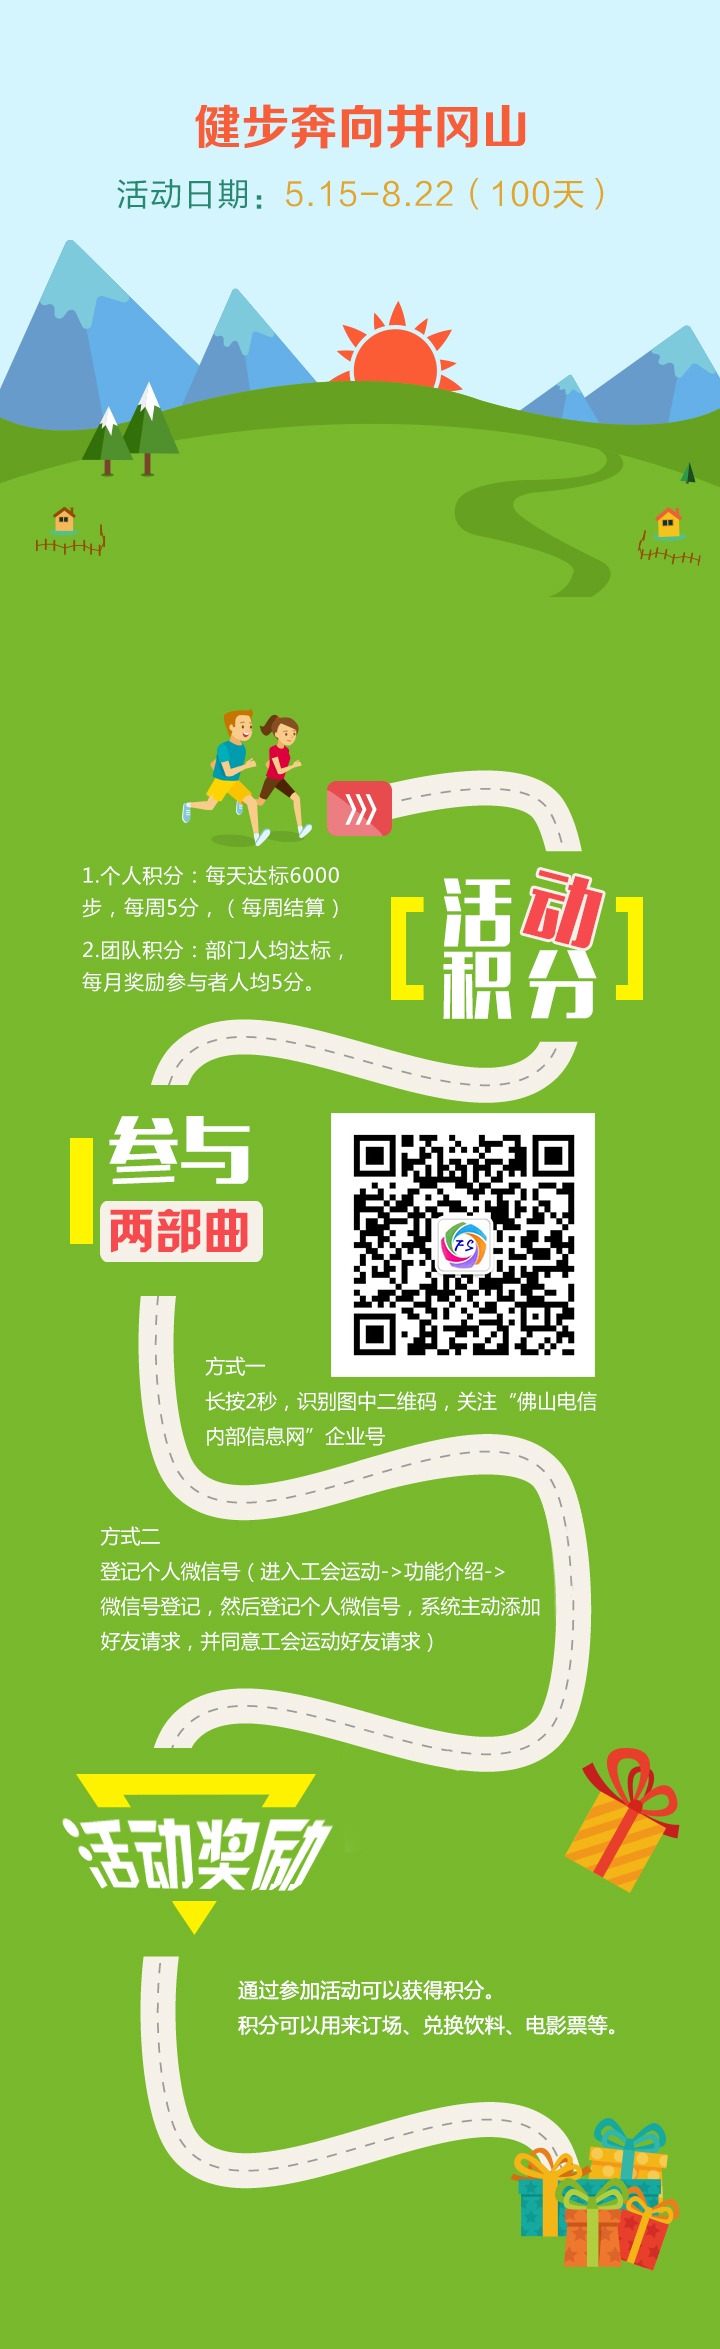 健步奔向井冈山
活动日期：5.15-8.22（100天）
1.个人积分：每天达标6000
步，每周5分，（每周结算）
2.团队积分：部门人均达标，
每月奖励参与者人均5分。
活动
积分
参与
两部曲
FS
方式一
长按2秒，识别图中二维码，关注“佛山电信
内部信息网”企业号
方式二
登记个人微信号（进入工会运动->功能介绍->
微信号登记，然后登记个人微信号，系统主动添加
好友请求，并同意工会运动好友请求）
活动奖励
通过参加活动可以获得积分。
积分可以用来订场、兑换饮料、电影票等。